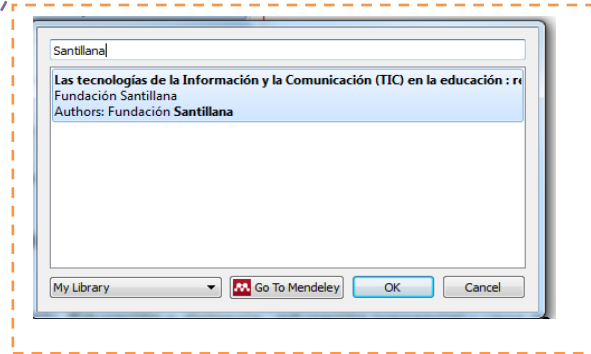 Santillana
Las tecnologías de la Información y la Comunicación (TIC) en la educación : re
Fundación Santillana
Authors: Fundación Santillana
My Library
Go To Mendeley
OK
Cancel